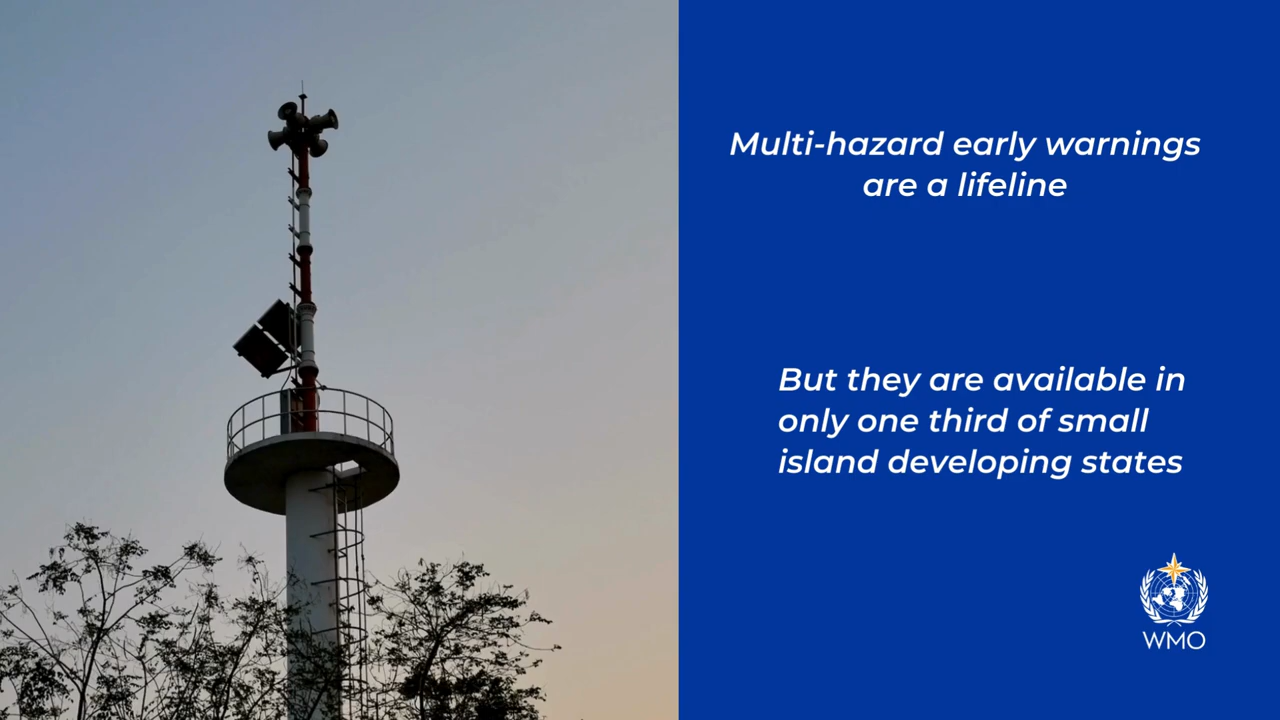 Multi-hazard early warnings
are a lifeline
But they are available in
only one third of small
island developing states
WMO